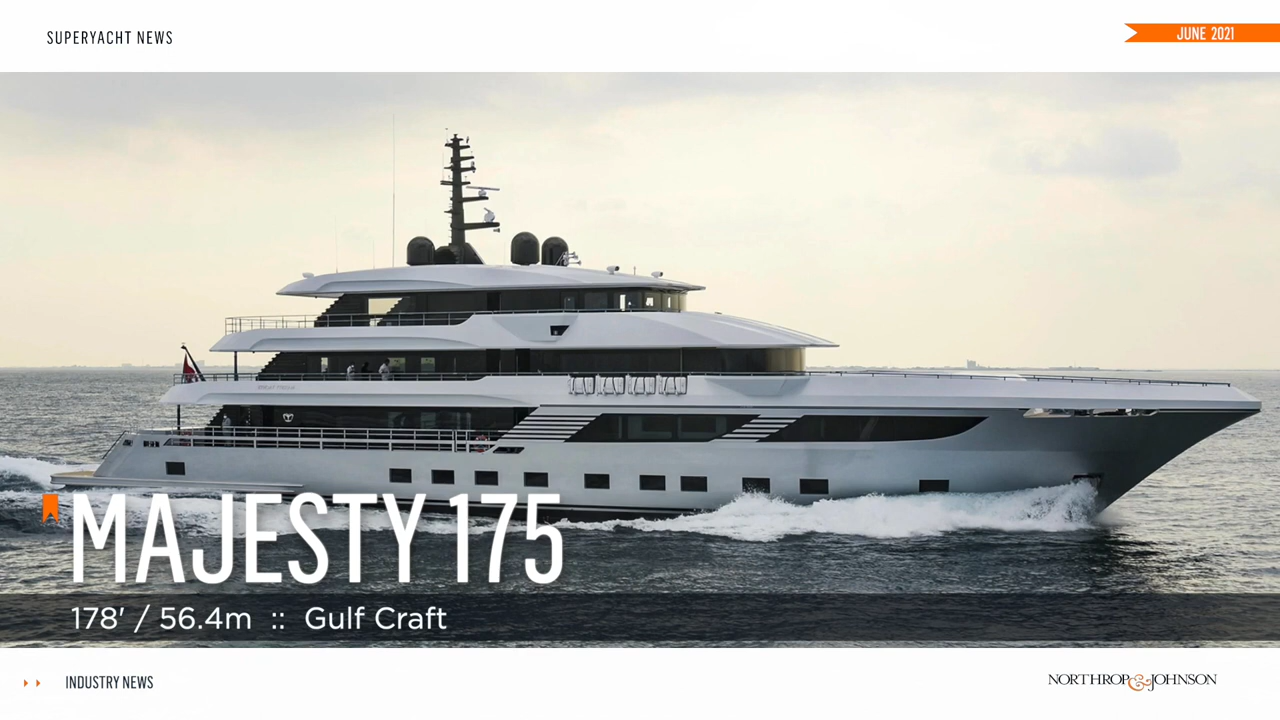 SUPERYACHT NEWS
JUNE 2021
MAJESTY 175
178' / 56.4m :: Gulf Craft
INDUSTRY NEWS
NORTHROP & JOHNSON